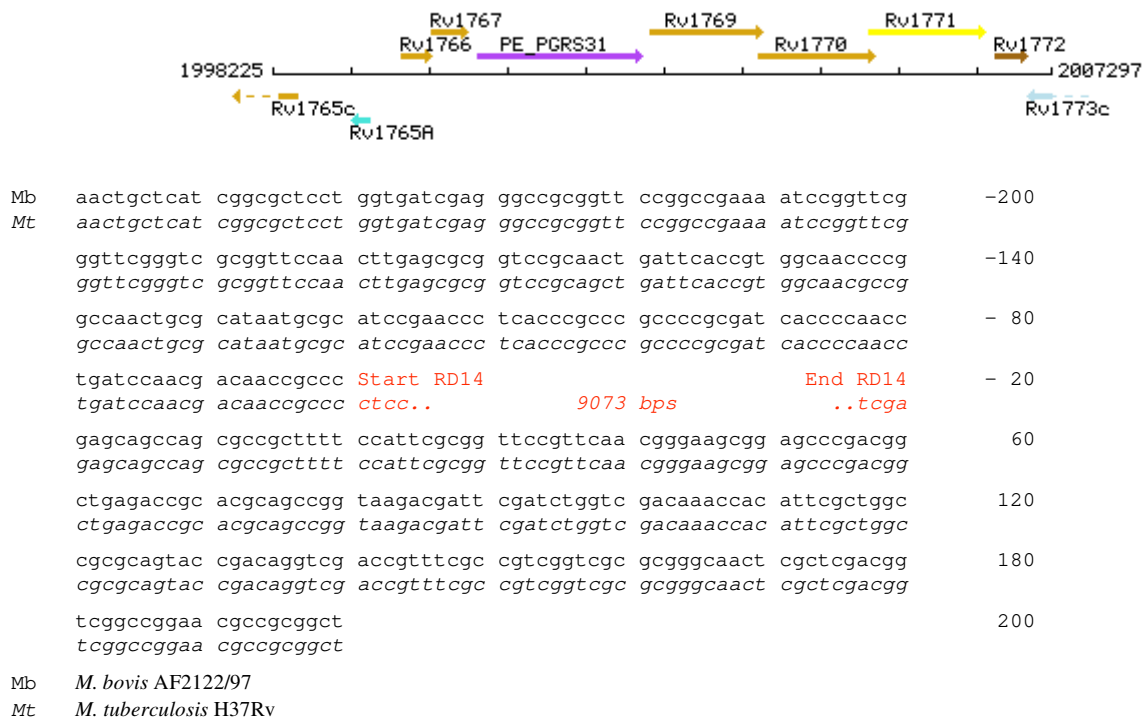 Rv1767 Rv1769 Rv1771
Rv1766 PE_PGRS31 Rv1770 Rv1772
1998225 2007297
Rv1765c Rv1773c
Rv1765A
Mb aactgctcat cggcgctcct ggtgatcgag ggccgcggtt ccggccgaaa atccggttcg -200
Mt aactgctcat cggcgctcct ggtgatcgag ggccgcggtt ccggccgaaa atccggttcg
ggttcgggtc gcggttccaa cttgagcgcg gtccgcaact gattcaccgt ggcaaccccg -140
ggttcgggtc gcggttccaa cttgagcgcg gtccgcagct gattcaccgt ggcaacgccg
gccaactgcg cataatgcgc atccgaaccc tcacccgccc gccccgcgat caccccaacc - 80
gccaactgcg cataatgcgc atccgaaccc tcacccgccc gccccgcgat caccccaacc
tgatccaacg acaaccgccc Start RD14 End RD14 - 20
tgatccaacg acaaccgccc ctcc.. 9073 bps ..tcga
gagcagccag cgccgctttt ccattcgcgg ttccgttcaa cgggaagcgg agcccgacgg 60
gagcagccag cgccgctttt ccattcgcgg ttccgttcaa cgggaagcgg agcccgacgg
ctgagaccgc acgcagccgg taagacgatt cgatctggtc gacaaaccac attcgctggc 120
ctgagaccgc acgcagccgg taagacgatt cgatctggtc gacaaaccac attcgctggc
cgcgcagtac cgacaggtcg accgtttcgc cgtcggtcgc gcgggcaact cgctcgacgg 180
cgcgcagtac cgacaggtcg accgtttcgc cgtcggtcgc gcgggcaact cgctcgacgg
tcggccggaa cgccgcggct 200
tcggccggaa cgccgcggct
Mb M. bovis AF2122/97
Mt M. tuberculosis H37Rv